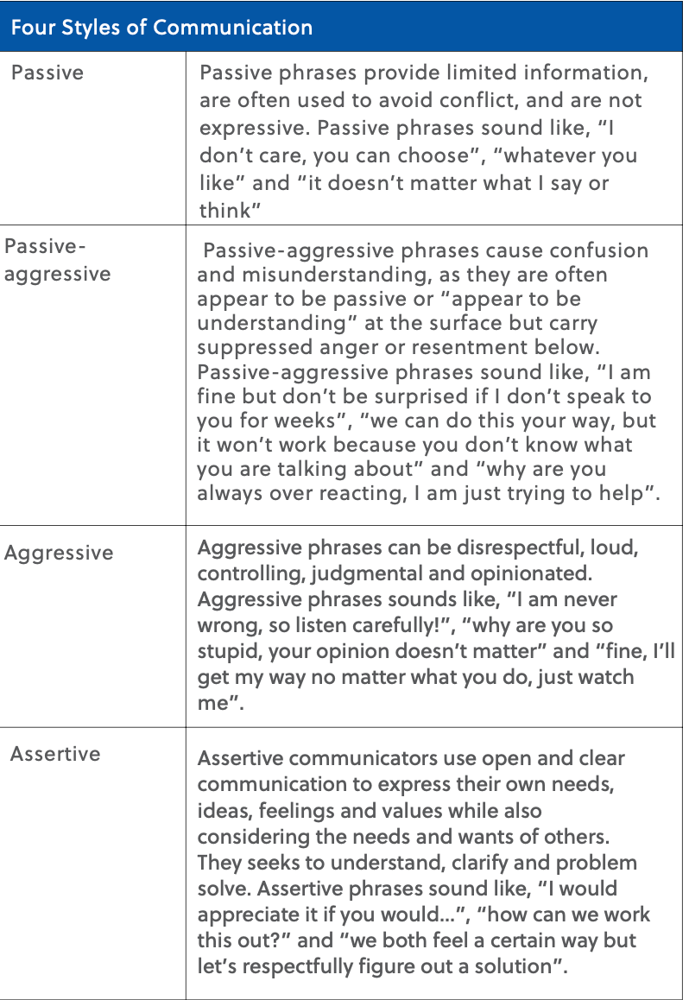 Four Styles of Communication
Passive
Passive phrases provide limited information,
are often used to avoid conflict, and are not
expressive. Passive phrases sound like, “I
don’t care, you can choose”, “whatever you
like” and “it doesn’t matter what I say or
think”
Passive-
aggressive
Passive-aggressive phrases cause confusion
and misunderstanding, as they are often
appear to be passive or “appear to be
understanding” at the surface but carry
suppressed anger or resentment below.
Passive-aggressive phrases sound like, “I am
fine but don’t be surprised if I don’t speak to
you for weeks”, “we can do this your way, but
it won’t work because you don’t know what
you are talking about” and “why are you
always over reacting, I am just trying to help”.
Aggressive
Aggressive phrases can be disrespectful, loud,
controlling, judgmental and opinionated.
Aggressive phrases sounds like, “I am never
wrong, so listen carefully!”, “why are you so
stupid, your opinion doesn’t matter” and “fine, I’ll
get my way no matter what you do, just watch
me”.
Assertive
Assertive communicators use open and clear
communication to express their own needs,
ideas, feelings and values while also
considering the needs and wants of others.
They seeks to understand, clarify and problem
solve. Assertive phrases sound like, “I would
appreciate it if you would...”, “how can we work
this out?” and “we both feel a certain way but
let’s respectfully figure out a solution”.